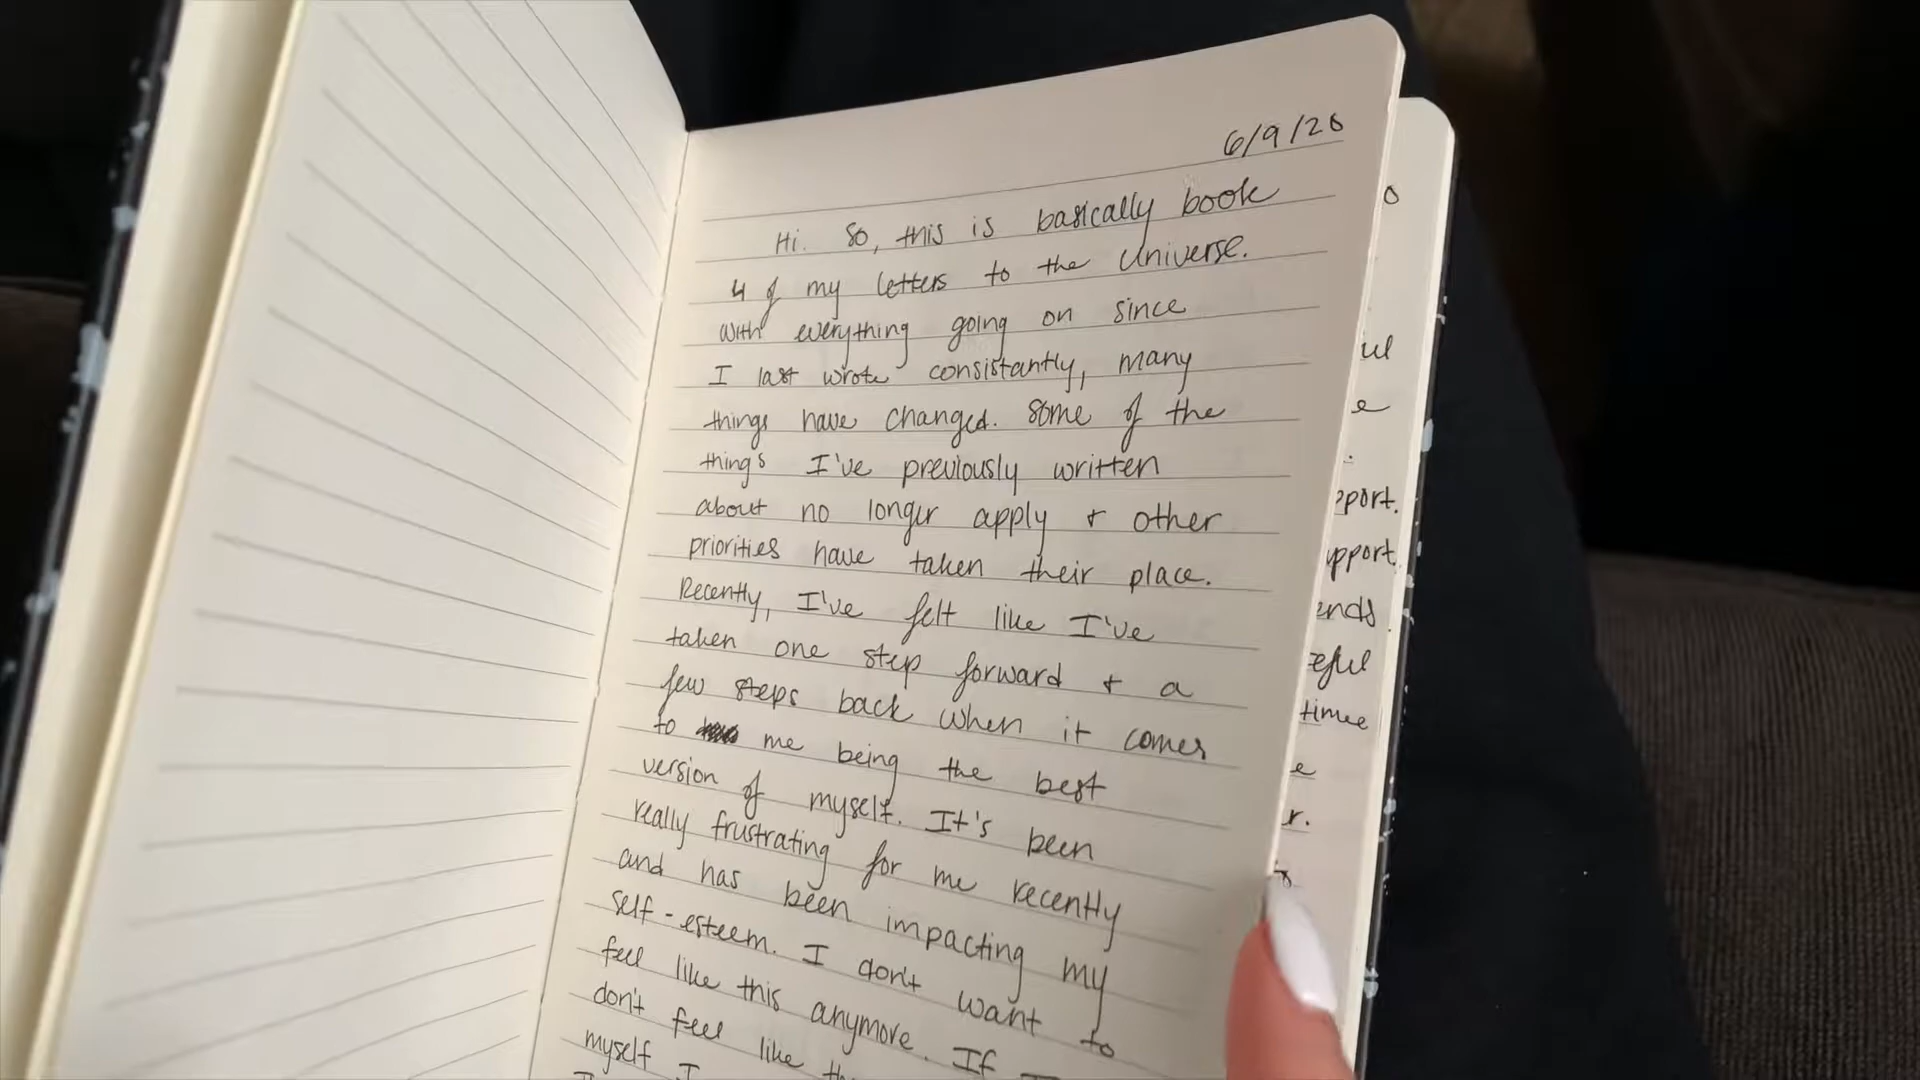 6/9/20
Hi. So, this is basically book
4 of my letters to the Universe.
With everything going on since
I last wrote consistantly, many
things have changed. Some of the
things I've previously written
about no longer apply + other
priorities have taken their place.
Recently, I've felt like I've
taken one step forward + a
few steps back when it comes
to me being the best
version of myself. It's been
really frustrating for me recently
and has been impacting my
self-esteem. I don't want to
feel like this anymore. If
don't feel like
myself I